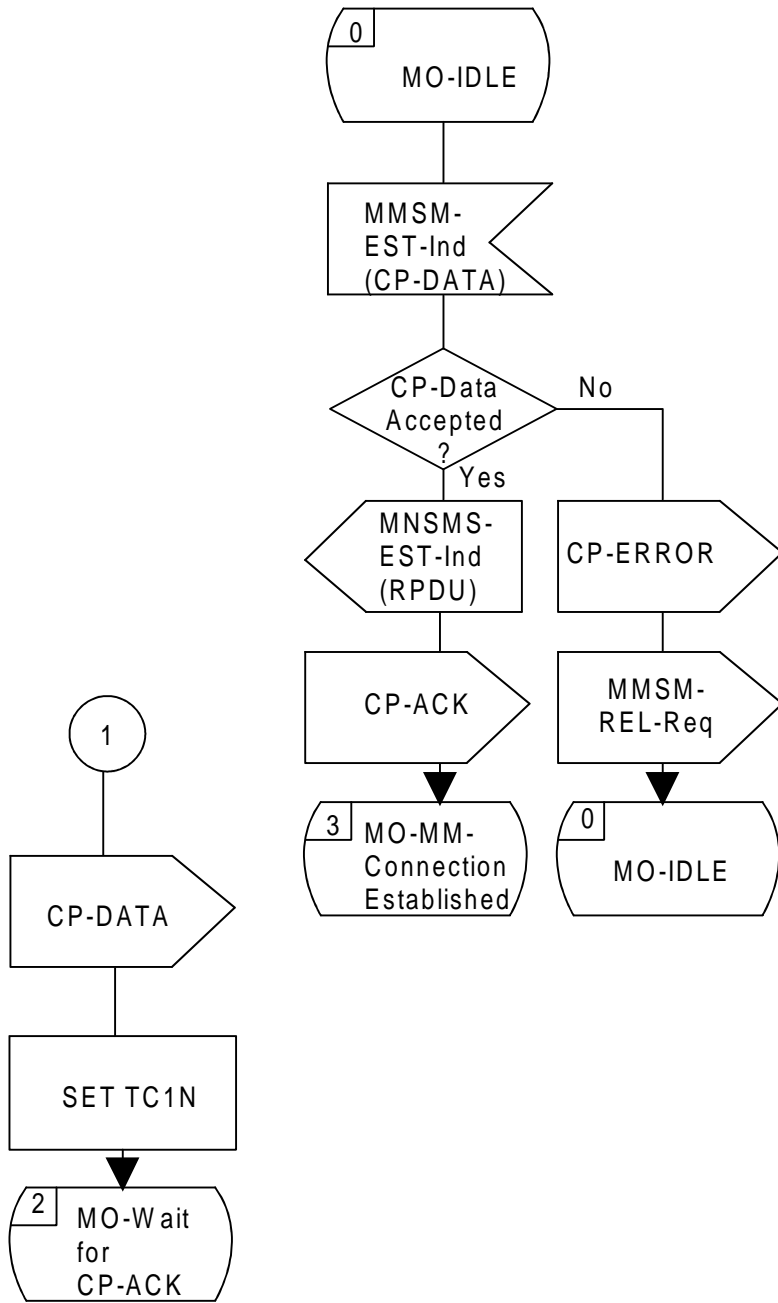 0
MO-IDLE
MMSM-
EST-Ind
(CP-DATA)
CP-Data
Accepted
?
No
Yes
MNSMS-
EST-Ind
(RPDU)
CP-ERROR
CP-ACK
MMSM-
REL-Req
3
MO-MM-
Connection
Established
0
MO-IDLE
1
CP-DATA
SET TC1N
2
MO-Wait
for
CP-ACK